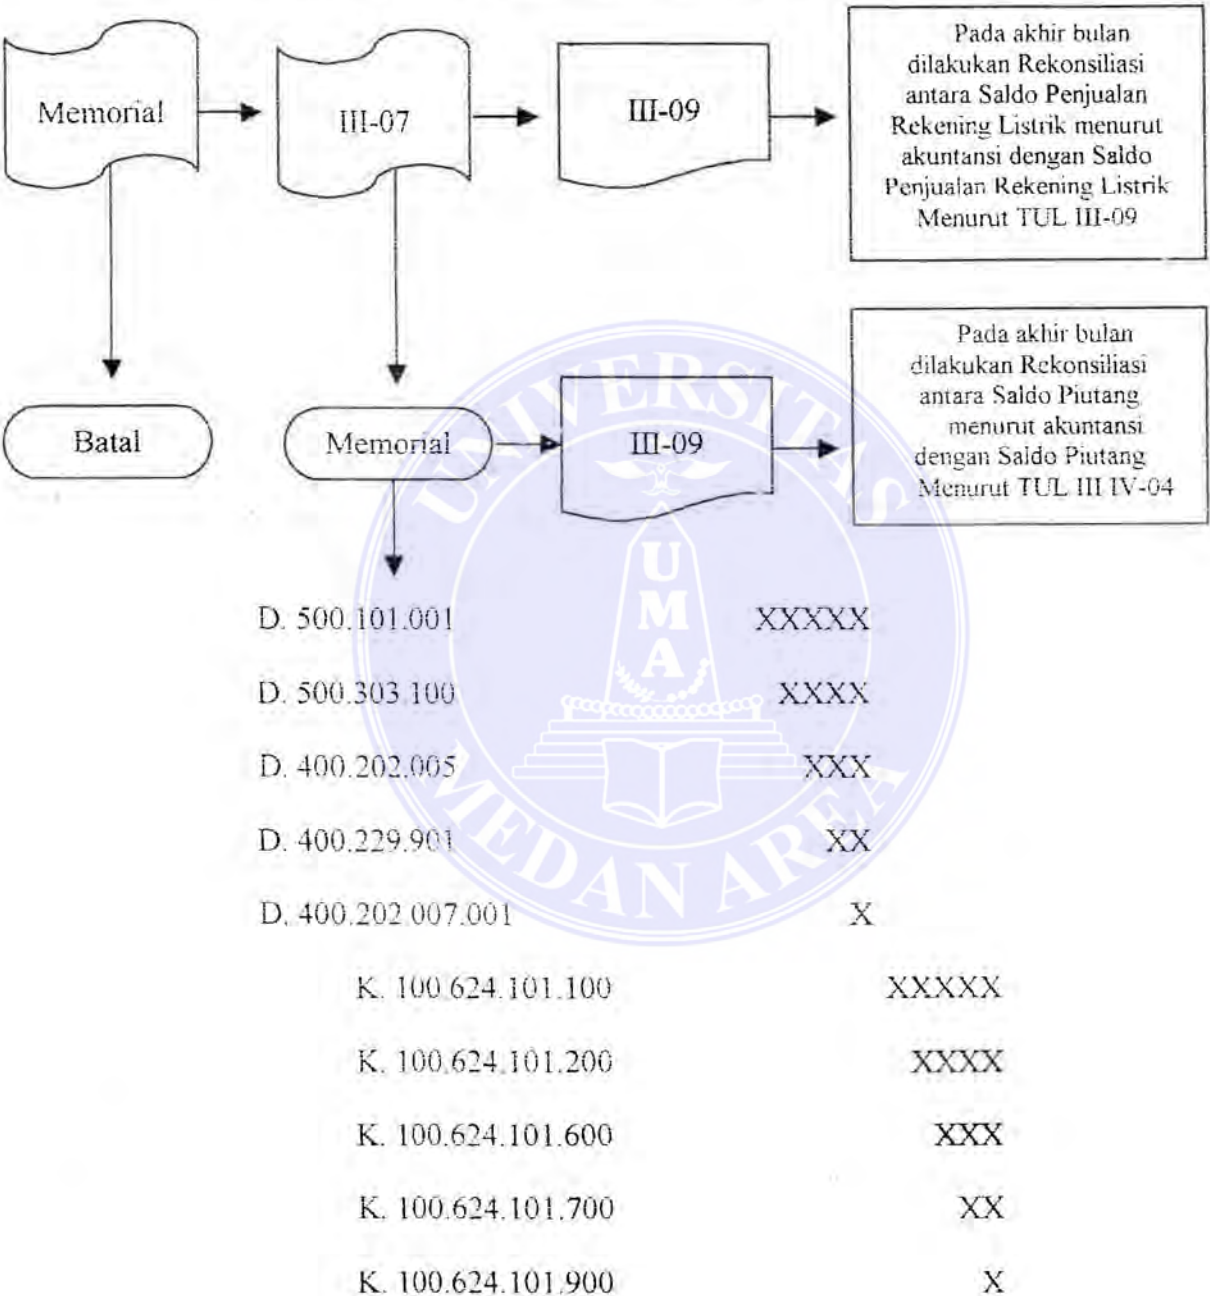 Memorial
III-07
III-09
Pada akhir bulan
dilakukan Rekonsiliasi
antara Saldo Penjualan
Rekening Listrik menurut
akuntansi dengan Saldo
Penjualan Rekening Listrik
Menurut TUL III-09
Batal
Memorial
III-09
Pada akhir bulan
dilakukan Rekonsiliasi
antara Saldo Piutang
menurut akuntansi
dengan Saldo Piutang
Menurut TUL III IV-04
D. 500.101.001 XXXXX
D. 500.303.100 XXXX
D. 400.202.005 XXX
D. 400.229.901 XX
D. 400.202.007.001 X
K. 100.624.101.100 XXXXX
K. 100.624.101.200 XXXX
K. 100.624.101.600 XXX
K. 100.624.101.700 XX
K. 100.624.101.900 X
UNIVERSITAS
UMA
MEDAN AREA